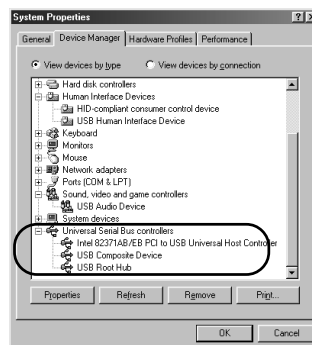 System Properties
General Device Manager Hardware Profiles Performance
View devices by type View devices by connection
Hard disk controllers
Human Interface Devices
HID-compliant consumer control device
USB Human Interface Device
Keyboard
Monitors
Mouse
Network adapters
Ports (COM & LPT)
Sound, video and game controllers
USB Audio Device
System devices
Universal Serial Bus controllers
Intel 82371AB/EB PCI to USB Universal Host Controller
USB Composite Device
USB Root Hub
Properties Refresh Remove Print...
OK Cancel